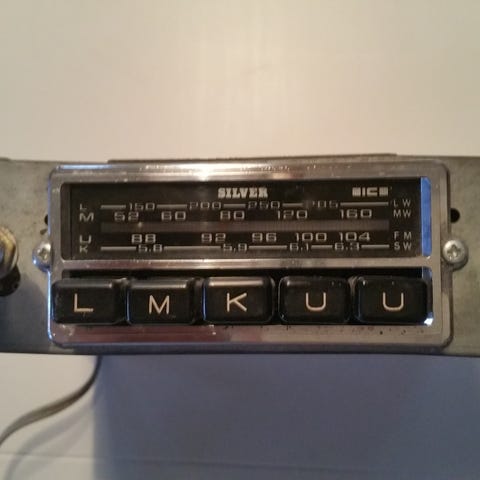 SILVER
L 150 200 250 285 LW
M 52 60 80 120 160 MW
U 88 92 96 100 104 FM
K 5.8 5.9 6.1 6.3 SW
L M K U U